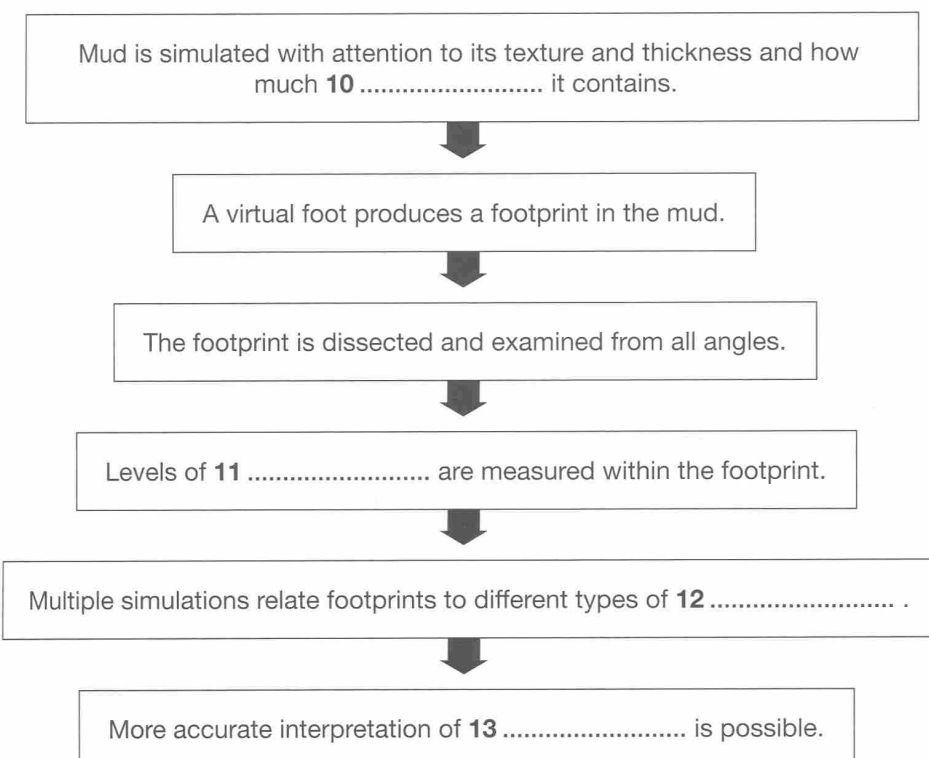 Mud is simulated with attention to its texture and thickness and how
much 10 .......................... it contains.
A virtual foot produces a footprint in the mud.
The footprint is dissected and examined from all angles.
Levels of 11 .......................... are measured within the footprint.
Multiple simulations relate footprints to different types of 12 .......................... .
More accurate interpretation of 13 .......................... is possible.